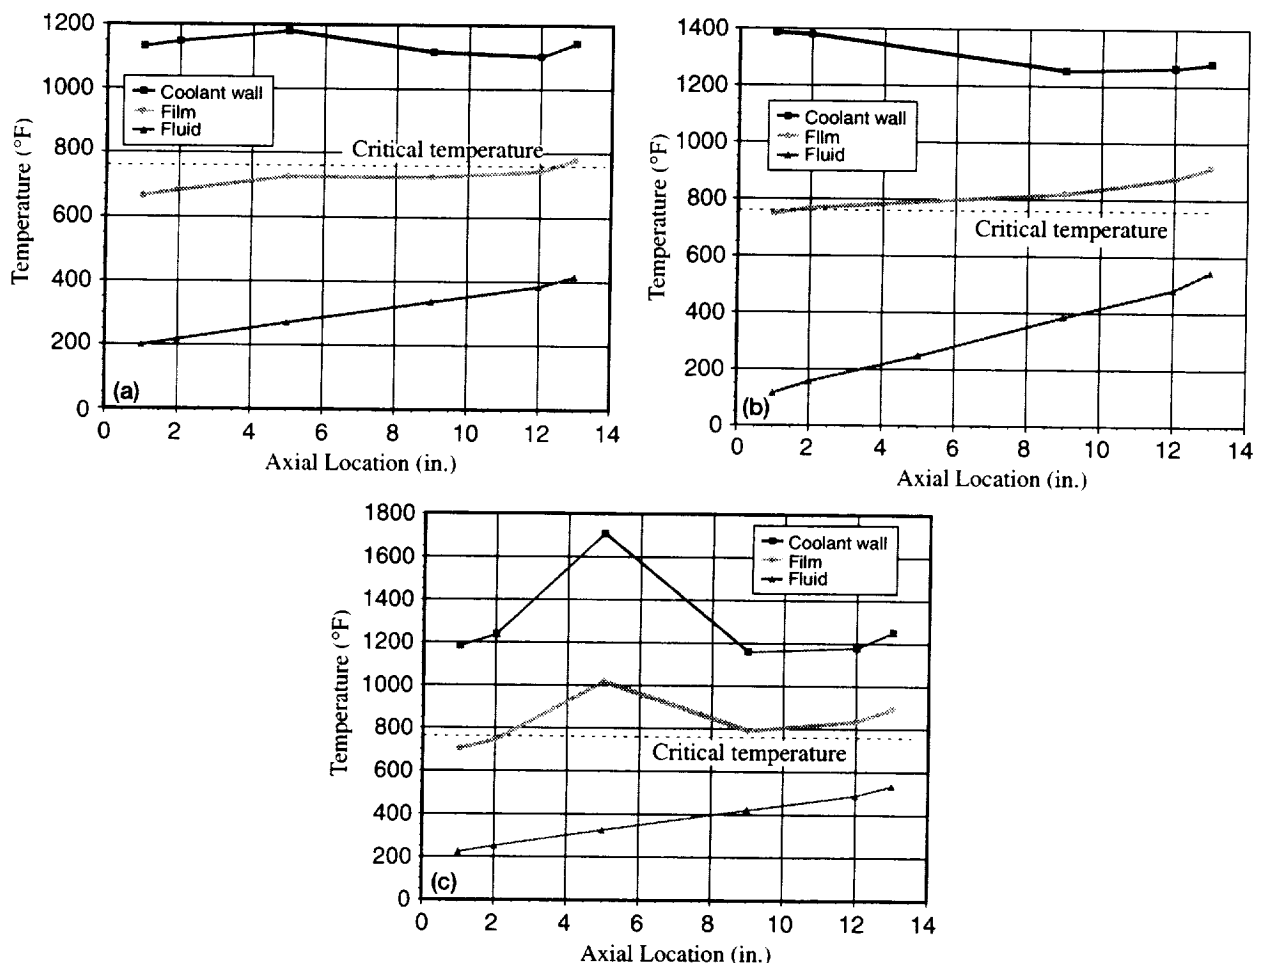 1200
1000
800
600
400
200
0
Temperature (°F)
Coolant wall
Film
Fluid
Critical temperature
(a)
0 2 4 6 8 10 12 14
Axial Location (in.)
1400
1200
1000
800
600
400
200
0
Temperature (°F)
Coolant wall
Film
Fluid
Critical temperature
(b)
0 2 4 6 8 10 12 14
Axial Location (in.)
1800
1600
1400
1200
1000
800
600
400
200
0
Temperature (°F)
Coolant wall
Film
Fluid
Critical temperature
(c)
0 2 4 6 8 10 12 14
Axial Location (in.)